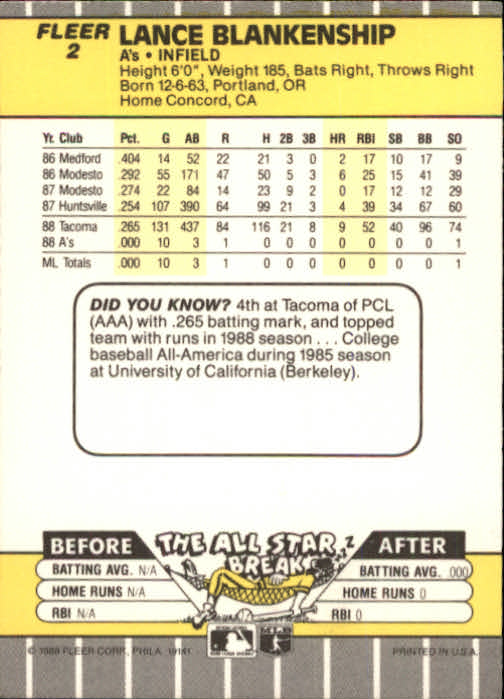 FLEER
2
LANCE BLANKENSHIP
A's • INFIELD
Height 6'0", Weight 185, Bats Right, Throws Right
Born 12-6-63, Portland, OR
Home Concord, CA
Yr. Club Pct. G AB R H 2B 3B HR RBI SB BB SO
86 Medford .404 14 52 22 21 3 0 2 17 10 17 9
86 Modesto .292 55 171 47 50 5 3 6 25 15 41 39
87 Modesto .274 22 84 14 23 9 2 0 17 12 12 29
87 Huntsville .254 107 390 64 99 21 3 4 39 34 67 60
88 Tacoma .265 131 437 84 116 21 8 9 52 40 96 74
88 A's .000 10 3 1 0 0 0 0 0 0 0 1
ML Totals .000 10 3 1 0 0 0 0 0 0 0 1
DID YOU KNOW? 4th at Tacoma of PCL
(AAA) with .265 batting mark, and topped
team with runs in 1988 season . . . College
baseball All-America during 1985 season
at University of California (Berkeley).
BEFORE THE ALL STAR BREAK AFTER
BATTING AVG. N/A BATTING AVG. .000
HOME RUNS N/A HOME RUNS 0
RBI N/A RBI 0
© 1989 FLEER CORP., PHILA. 19141 PRINTED IN U.S.A.